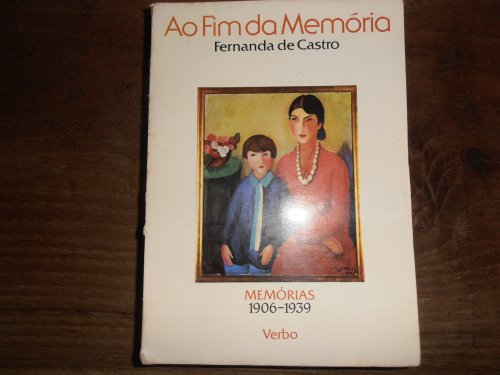 Ao Fim da Memória
Fernanda de Castro
MEMÓRIAS
1906-1939
Verbo